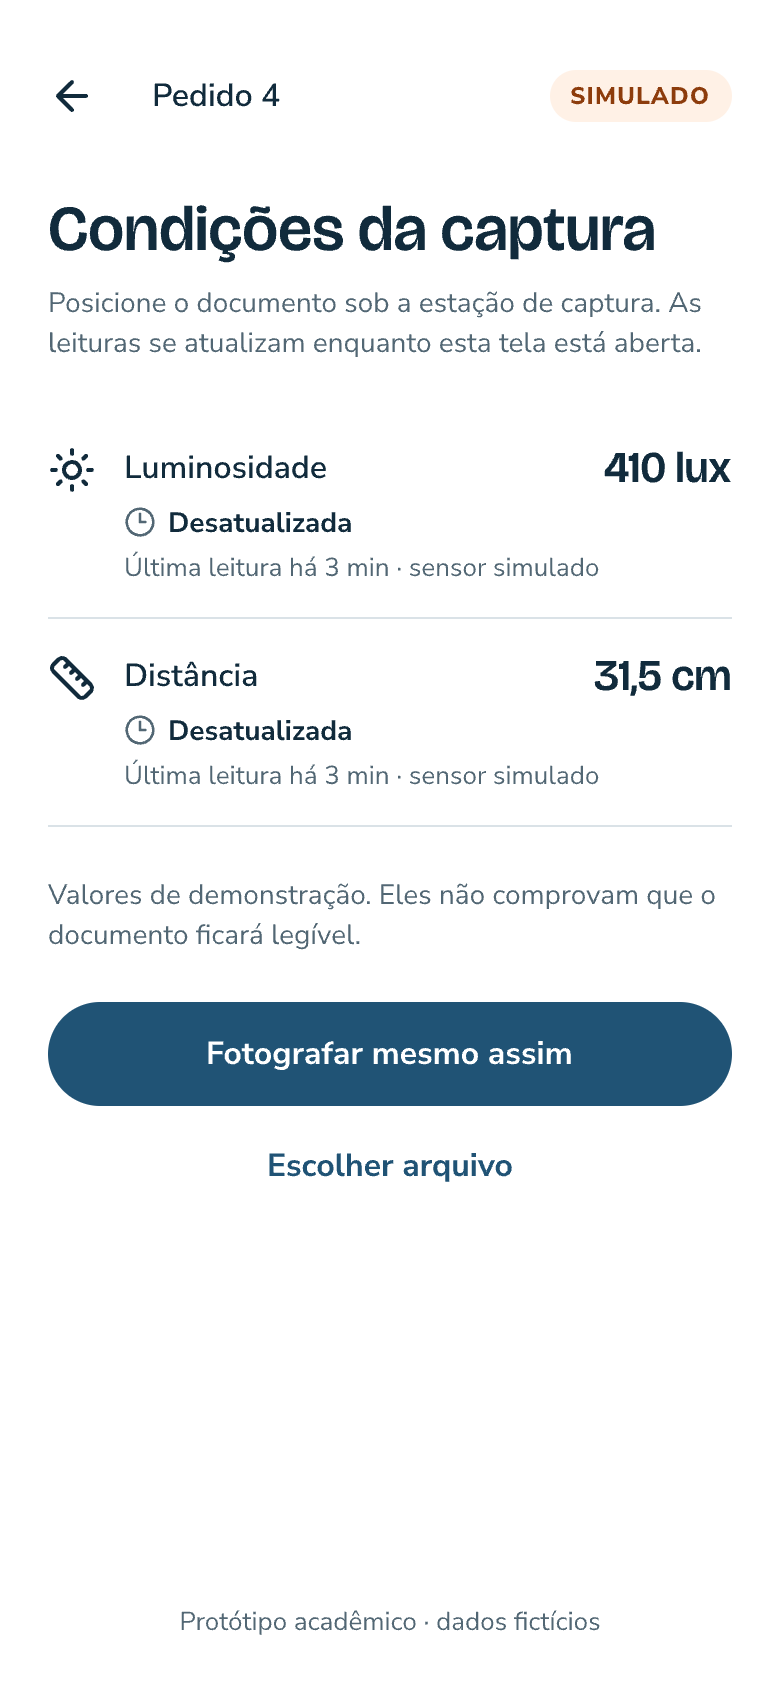 Pedido 4
SIMULADO
Condições da captura
Posicione o documento sob a estação de captura. As
leituras se atualizam enquanto esta tela está aberta.
Luminosidade
410 lux
Desatualizada
Última leitura há 3 min · sensor simulado
Distância
31,5 cm
Desatualizada
Última leitura há 3 min · sensor simulado
Valores de demonstração. Eles não comprovam que o
documento ficará legível.
Fotografar mesmo assim
Escolher arquivo
Protótipo acadêmico · dados fictícios